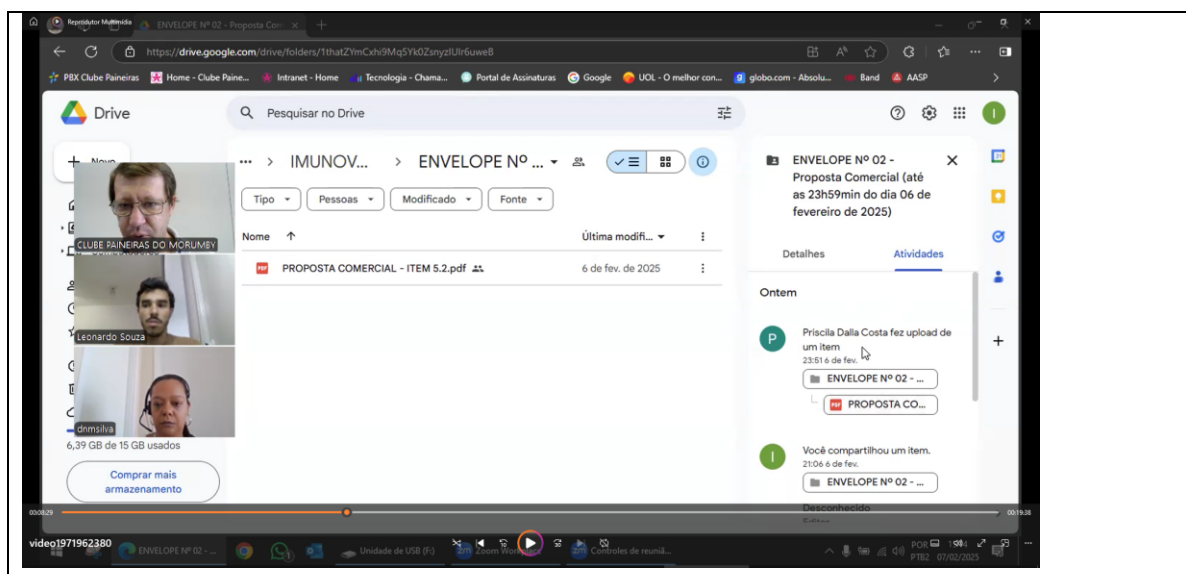 Reprodutor Multimídia
ENVELOPE Nº 02 - Proposta Com
https://drive.google.com/drive/folders/1thatZYmCxhi9Mq5Yk0ZsnyzIUIr6uweB
PBX Clube Paineiras Home - Clube Paine... Intranet - Home Tecnologia - Chama... Portal de Assinaturas Google UOL - O melhor con... globo.com - Absolu... Band AASP
Drive
Pesquisar no Drive
Novo
... > IMUNOV... > ENVELOPE Nº ...
Tipo Pessoas Modificado Fonte
Nome Última modifi...
PROPOSTA COMERCIAL - ITEM 5.2.pdf 6 de fev. de 2025
CLUBE PAINEIRAS DO MORUMBY
Leonardo Souza
dnmsilva
6,39 GB de 15 GB usados
Comprar mais
armazenamento
ENVELOPE Nº 02 -
Proposta Comercial (até
as 23h59min do dia 06 de
fevereiro de 2025)
Detalhes Atividades
Ontem
P
Priscila Dalla Costa fez upload de
um item
23:51 6 de fev.
ENVELOPE Nº 02 - ...
PDF PROPOSTA CO...
I
Você compartilhou um item.
21:06 6 de fev.
ENVELOPE Nº 02 - ...
Desconhecido
Editor
00:08:29 00:19:38
video1971962380
ENVELOPE Nº 02 - ... Unidade de USB (F:) Zoom Workplace Controles de reuniã...
POR
PTB2 07/02/2025